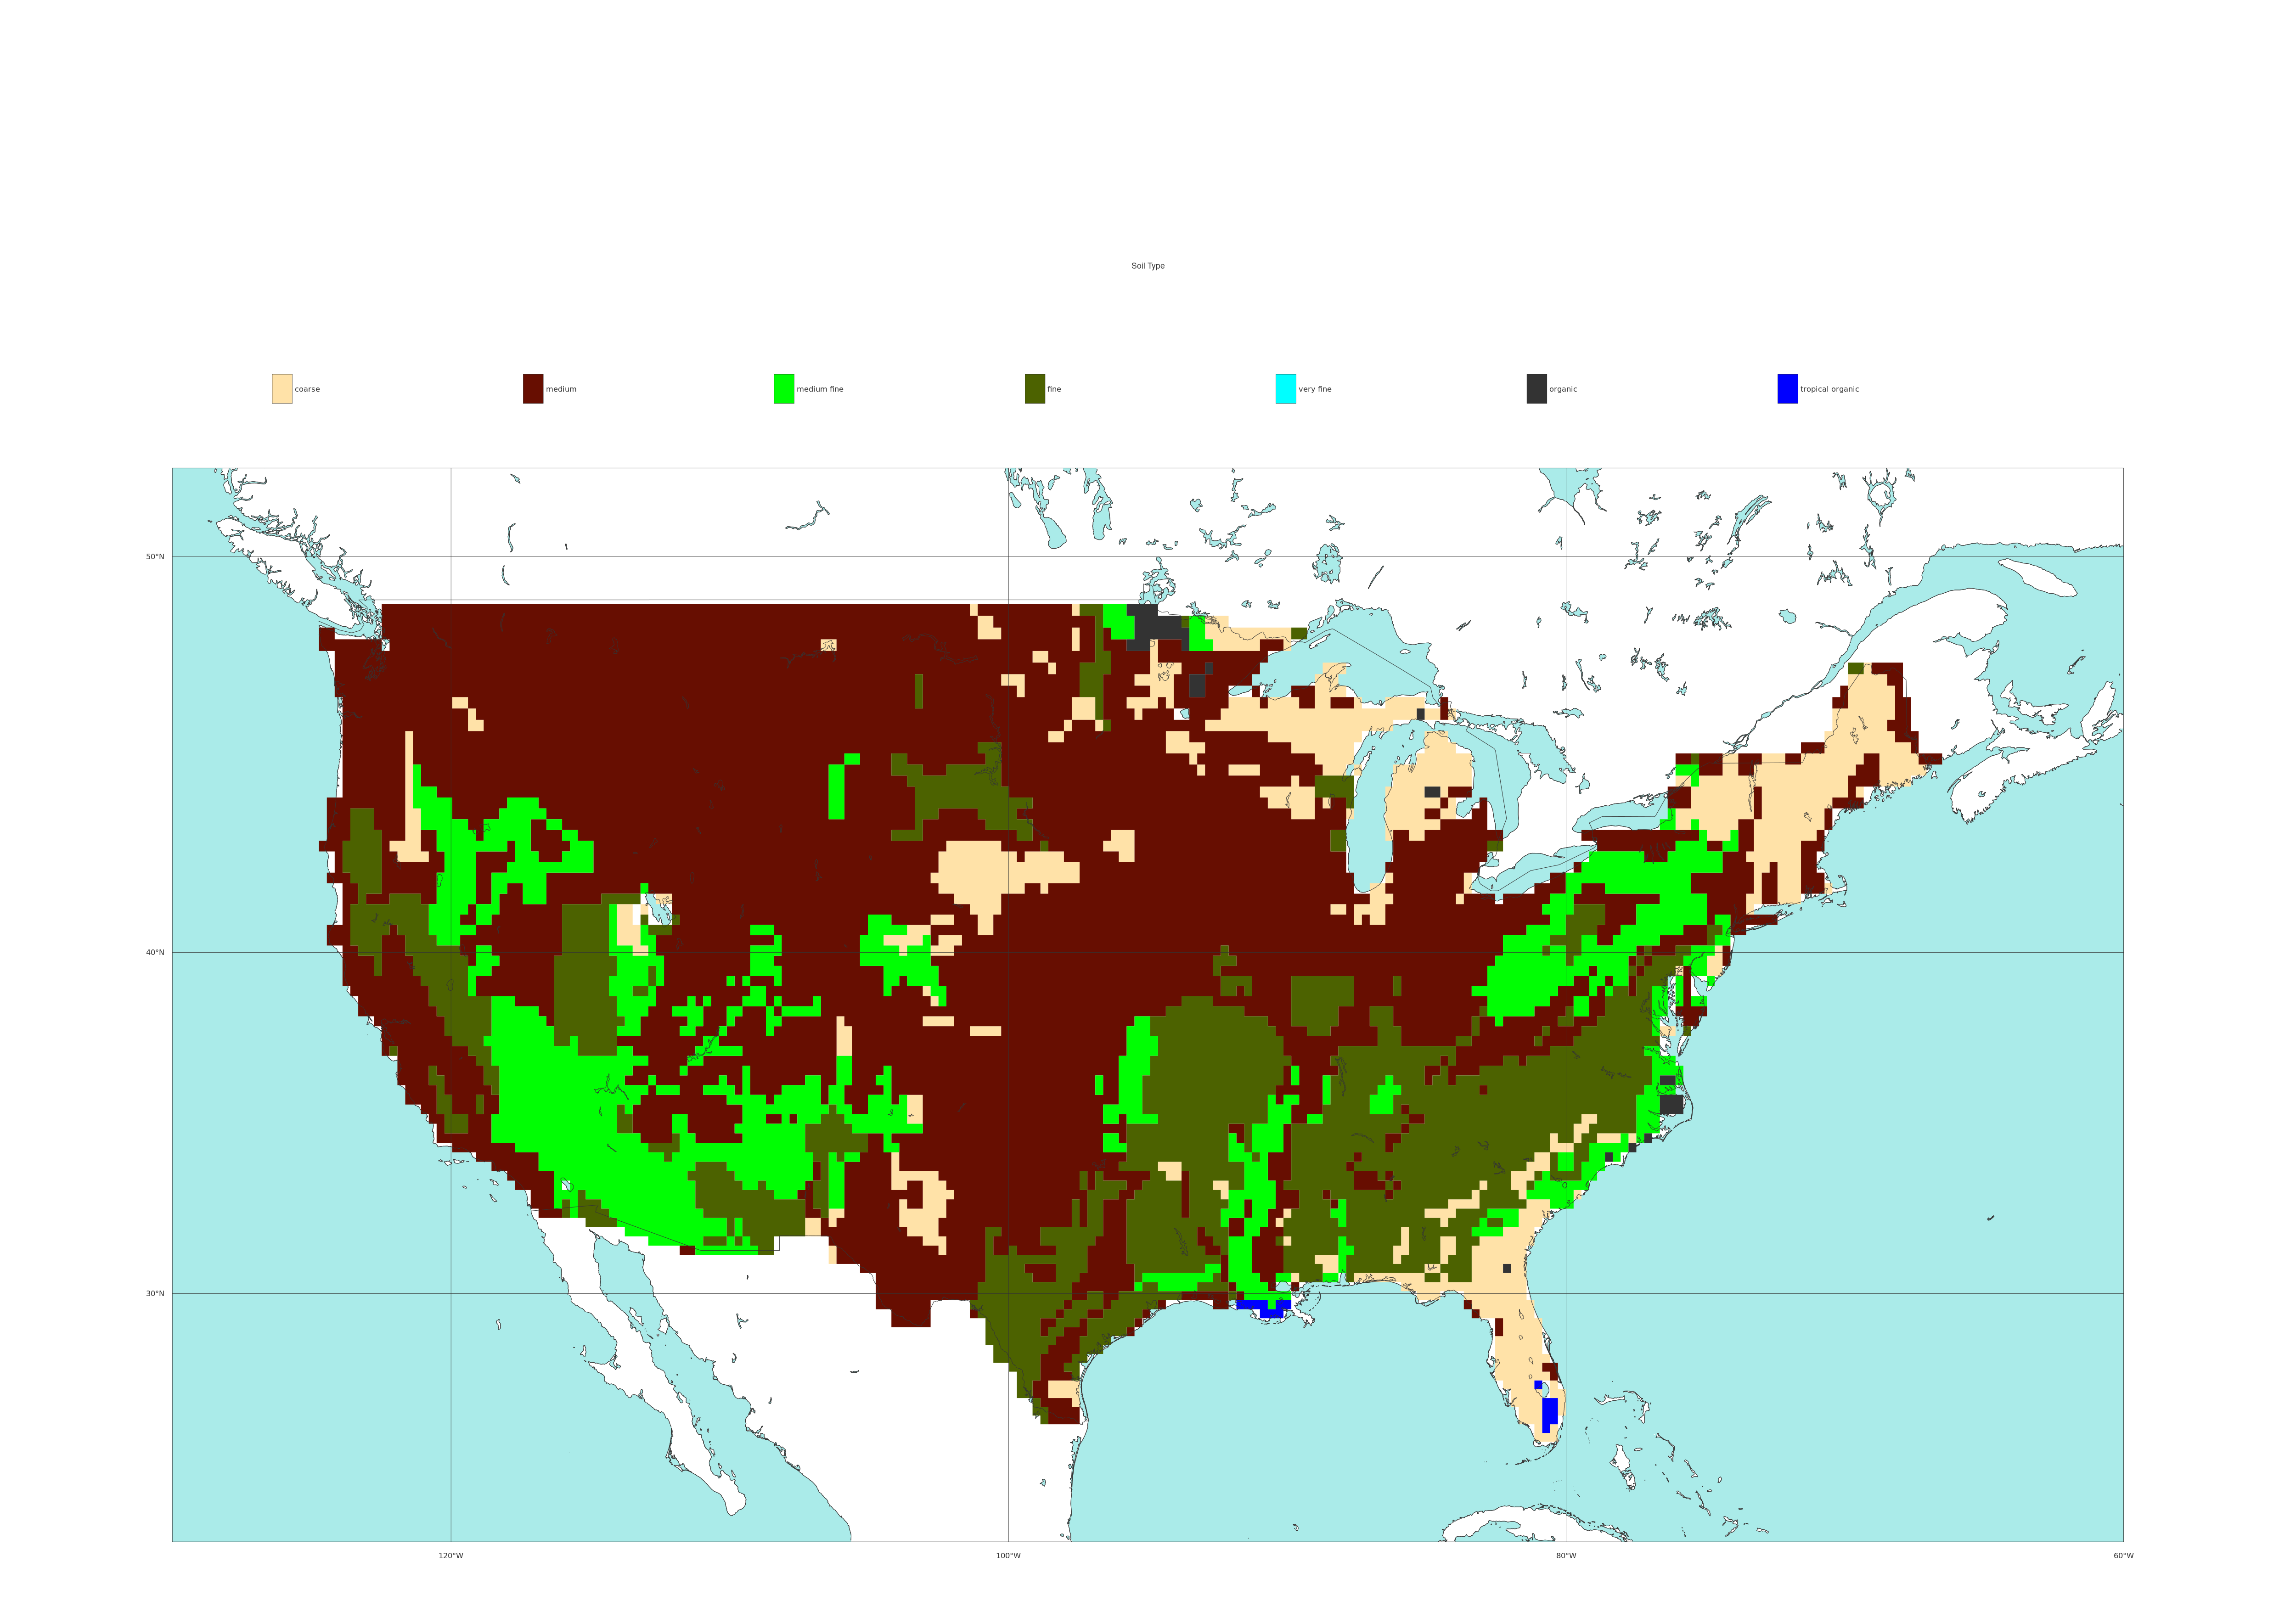 Soil Type
coarse medium medium fine fine very fine organic tropical organic
50°N
40°N
30°N
120°W 100°W 80°W 60°W